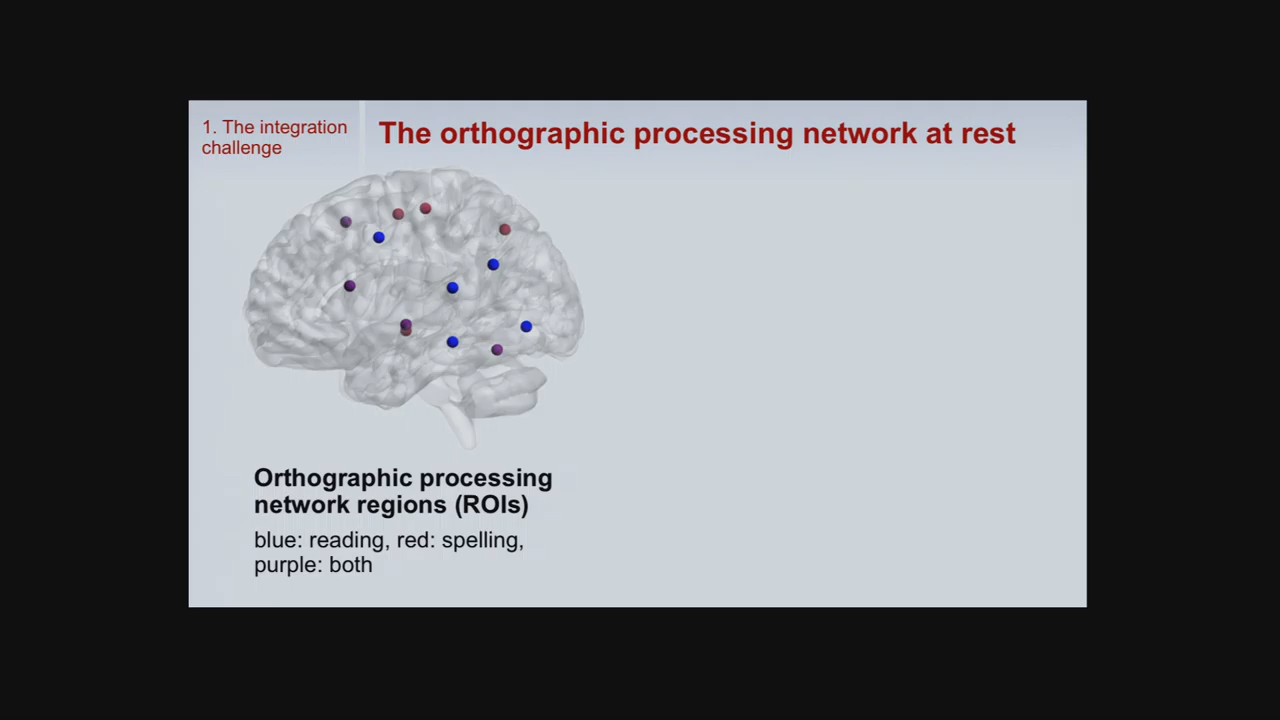 1. The integration
challenge
The orthographic processing network at rest
Orthographic processing
network regions (ROIs)
blue: reading, red: spelling,
purple: both